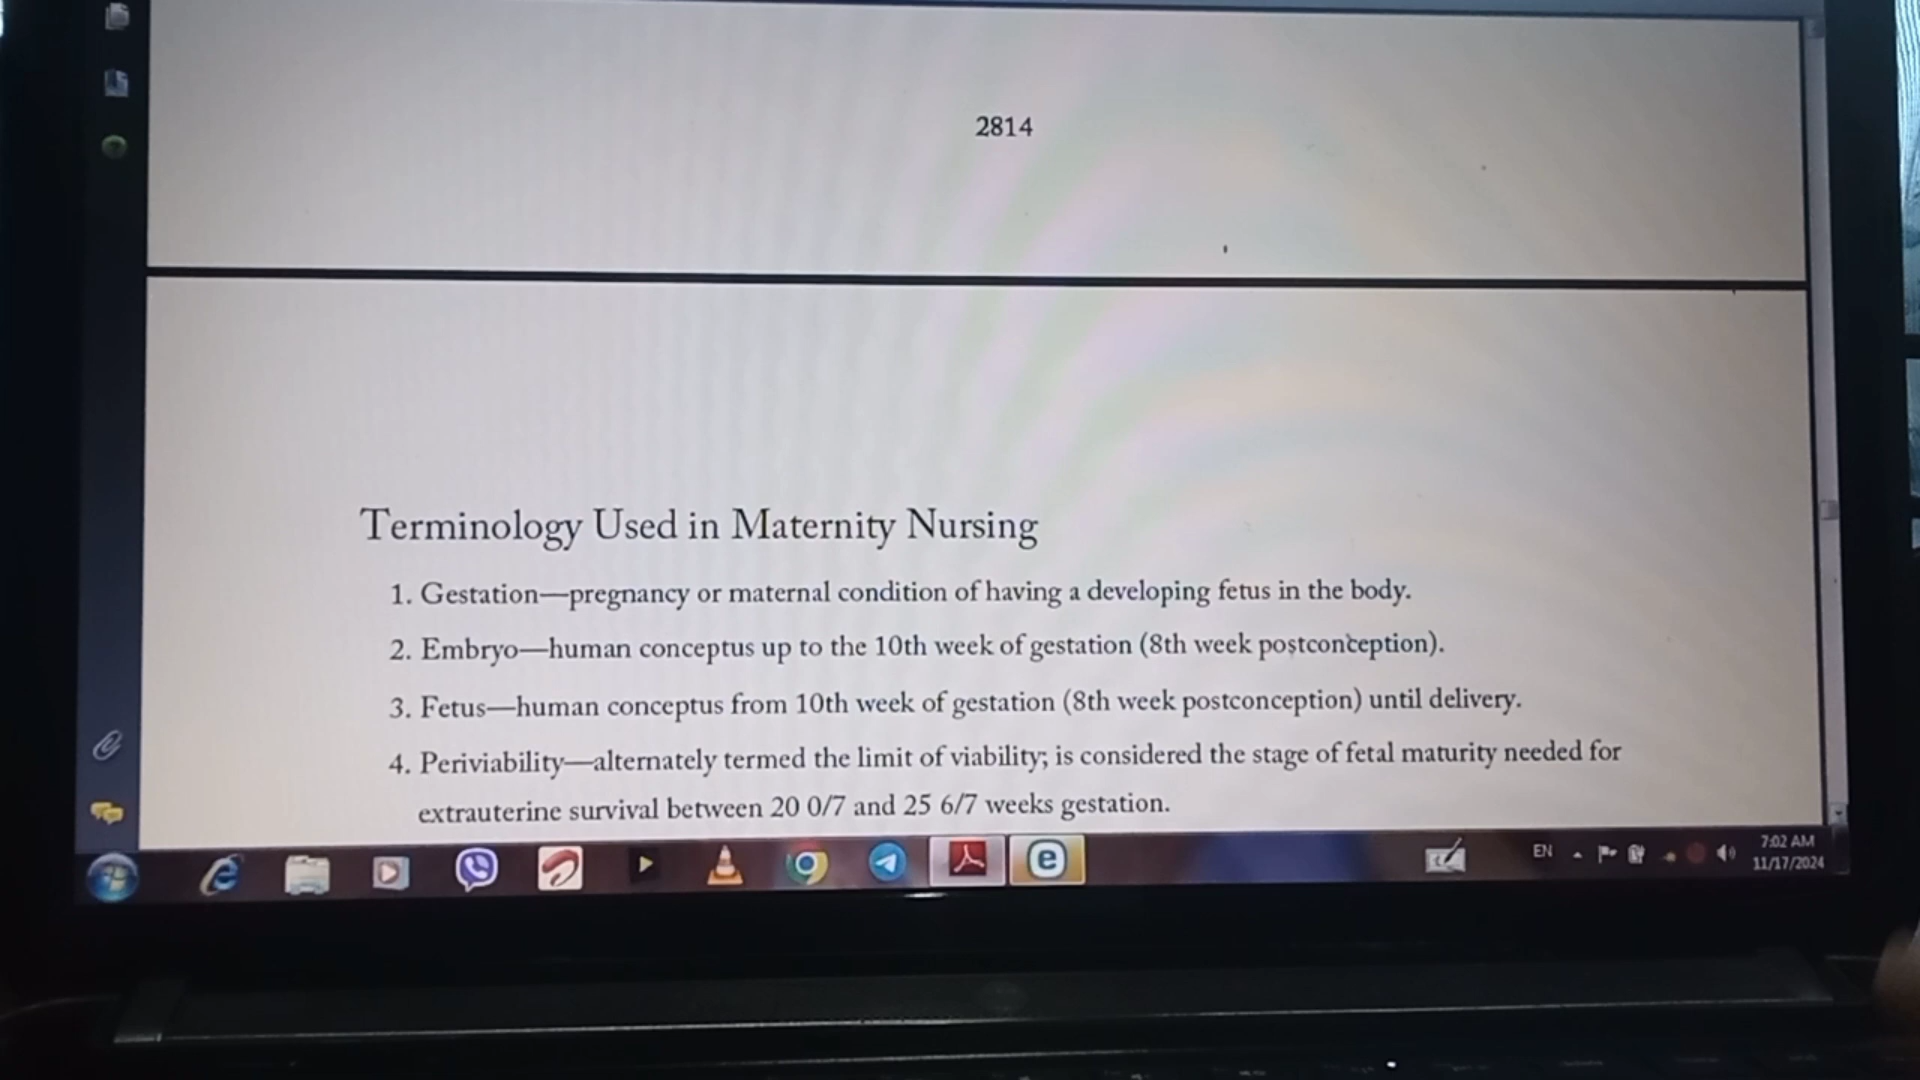 2814
Terminology Used in Maternity Nursing
1. Gestation—pregnancy or maternal condition of having a developing fetus in the body.
2. Embryo—human conceptus up to the 10th week of gestation (8th week postconception).
3. Fetus—human conceptus from 10th week of gestation (8th week postconception) until delivery.
4. Periviability—alternately termed the limit of viability; is considered the stage of fetal maturity needed for
extrauterine survival between 20 0/7 and 25 6/7 weeks gestation.
EN
7:02 AM
11/17/2024